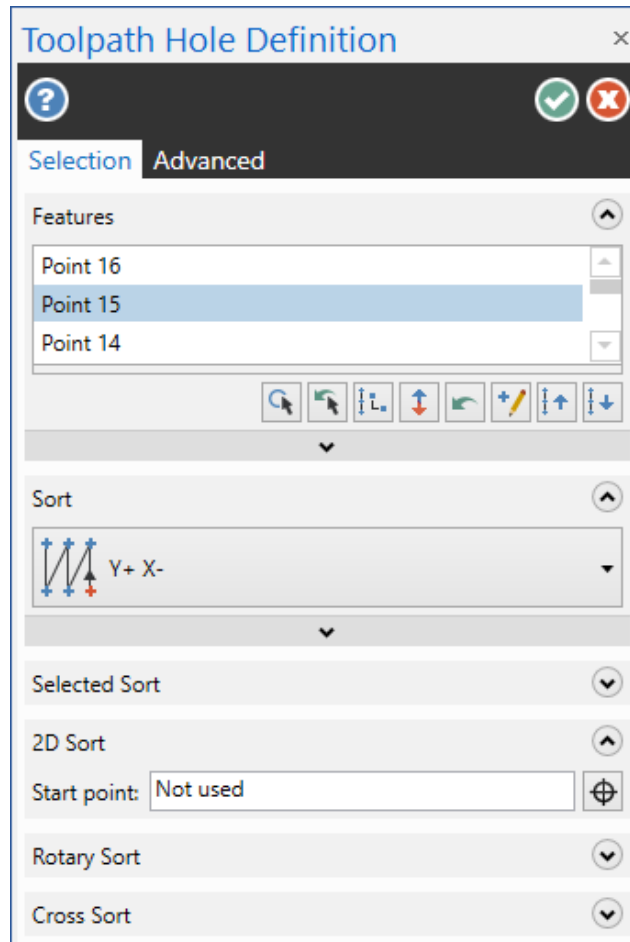 Toolpath Hole Definition
Selection Advanced
Features
Point 16
Point 15
Point 14
Sort
Y+ X-
Selected Sort
2D Sort
Start point: Not used
Rotary Sort
Cross Sort